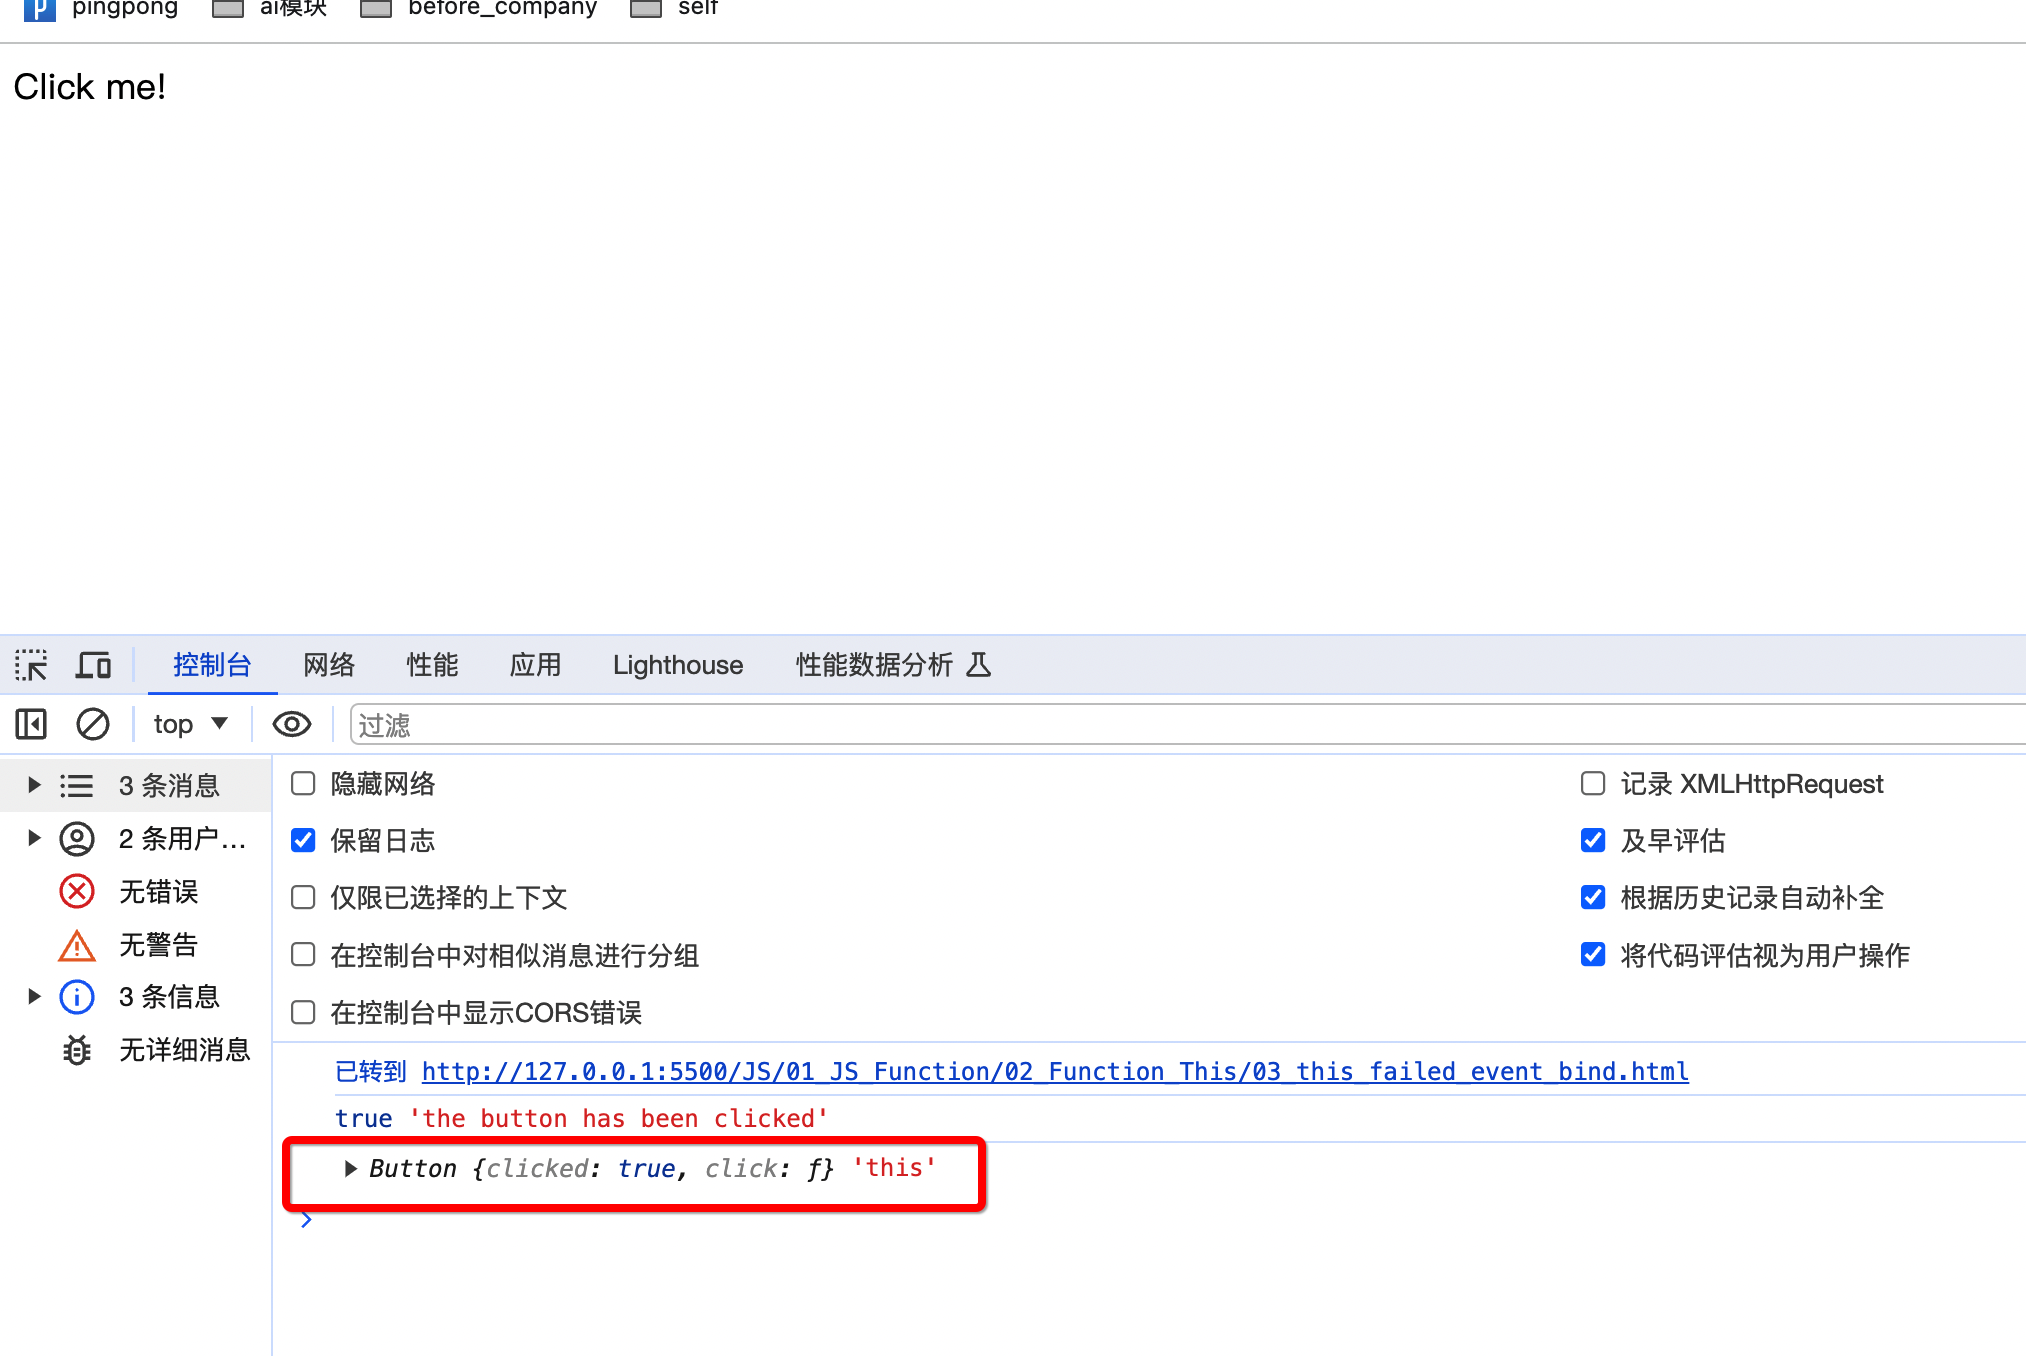 pingpong ai模块 before_company self
Click me!
控制台 网络 性能 应用 Lighthouse 性能数据分析
top 过滤
3 条消息
2 条用户…
无错误
无警告
3 条信息
无详细消息
隐藏网络 记录 XMLHttpRequest
保留日志 及早评估
仅限已选择的上下文 根据历史记录自动补全
在控制台中对相似消息进行分组 将代码评估视为用户操作
在控制台中显示CORS错误
已转到 http://127.0.0.1:5500/JS/01_JS_Function/02_Function_This/03_this_failed_event_bind.html
true 'the button has been clicked'
Button {clicked: true, click: ƒ} 'this'